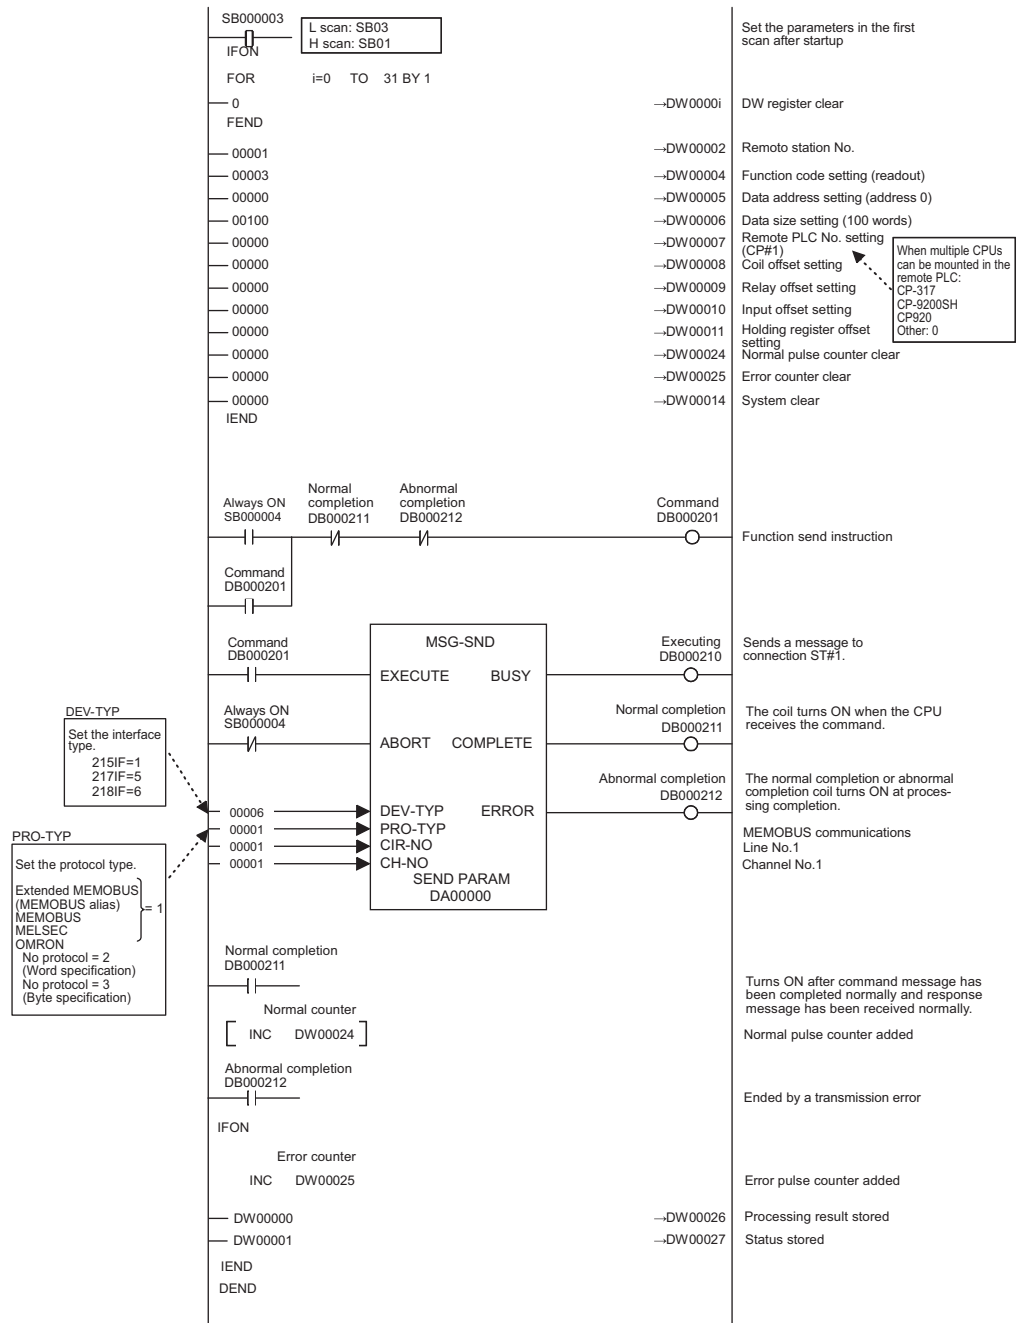 SB000003
L scan: SB03
H scan: SB01
Set the parameters in the first
scan after startup
IFON
FOR i=0 TO 31 BY 1
0 →DW0000i DW register clear
FEND
00001 →DW00002 Remoto station No.
00003 →DW00004 Function code setting (readout)
00000 →DW00005 Data address setting (address 0)
00100 →DW00006 Data size setting (100 words)
00000 →DW00007 Remote PLC No. setting
(CP#1)
00000 →DW00008 Coil offset setting
00000 →DW00009 Relay offset setting
00000 →DW00010 Input offset setting
00000 →DW00011 Holding register offset
setting
00000 →DW00024 Normal pulse counter clear
00000 →DW00025 Error counter clear
00000 →DW00014 System clear
IEND
When multiple CPUs
can be mounted in the
remote PLC:
CP-317
CP-9200SH
CP920
Other: 0
Always ON
SB000004
Normal
completion
DB000211
Abnormal
completion
DB000212
Command
DB000201
Function send instruction
Command
DB000201
Command
DB000201
MSG-SND
Executing
DB000210
Sends a message to
connection ST#1.
EXECUTE BUSY
Always ON
SB000004
Normal completion
DB000211
The coil turns ON when the CPU
receives the command.
ABORT COMPLETE
DEV-TYP
Set the interface
type.
215IF=1
217IF=5
218IF=6
Abnormal completion
DB000212
The normal completion or abnormal
completion coil turns ON at proces-
sing completion.
00006 DEV-TYP ERROR
00001 PRO-TYP MEMOBUS communications
00001 CIR-NO Line No.1
00001 CH-NO Channel No.1
SEND PARAM
DA00000
PRO-TYP
Set the protocol type.
Extended MEMOBUS
(MEMOBUS alias)
MEMOBUS
MELSEC
OMRON
= 1
No protocol = 2
(Word specification)
No protocol = 3
(Byte specification)
Normal completion
DB000211
Turns ON after command message has
been completed normally and response
message has been received normally.
Normal counter
INC DW00024 Normal pulse counter added
Abnormal completion
DB000212
Ended by a transmission error
IFON
Error counter
INC DW00025 Error pulse counter added
DW00000 →DW00026 Processing result stored
DW00001 →DW00027 Status stored
IEND
DEND